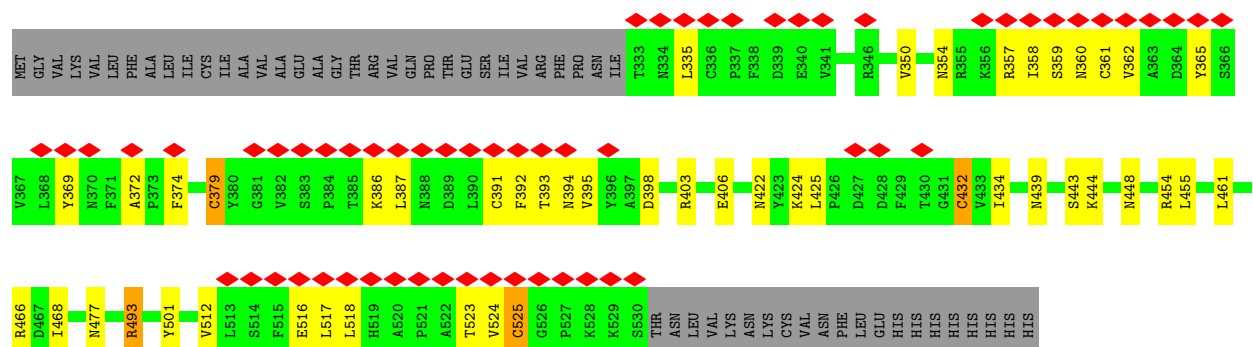 MET GLY VAL LYS VAL LEU PHE ALA LEU ILE CYS ILE ALA VAL ALA GLU ALA GLY THR ARG VAL GLN PRO THR GLU SER ILE VAL ARG PHE PRO ASN ILE T333 N334 L335 C336 P337 F338 D339 E340 V341 R346 V350 N354 R355 K356 R357 I358 S359 N360 C361 V362 A363 D364 Y365 S366
V367 L368 Y369 N370 F371 A372 P373 F374 C379 Y380 G381 V382 S383 P384 T385 K386 L387 N388 D389 L390 C391 F392 T393 N394 V395 Y396 A397 D398 R403 E406 N422 Y423 K424 L425 P426 D427 D428 F429 T430 G431 C432 V433 I434 N439 S443 K444 N448 R454 L455 L461
R466 D467 I468 N477 R493 Y501 V512 L513 S514 F515 E516 L517 L518 H519 A520 P521 A522 T523 V524 C525 G526 P527 K528 K529 S530 THR ASN LEU VAL LYS ASN LYS CYS VAL ASN PHE LEU GLU HIS HIS HIS HIS HIS HIS HIS HIS